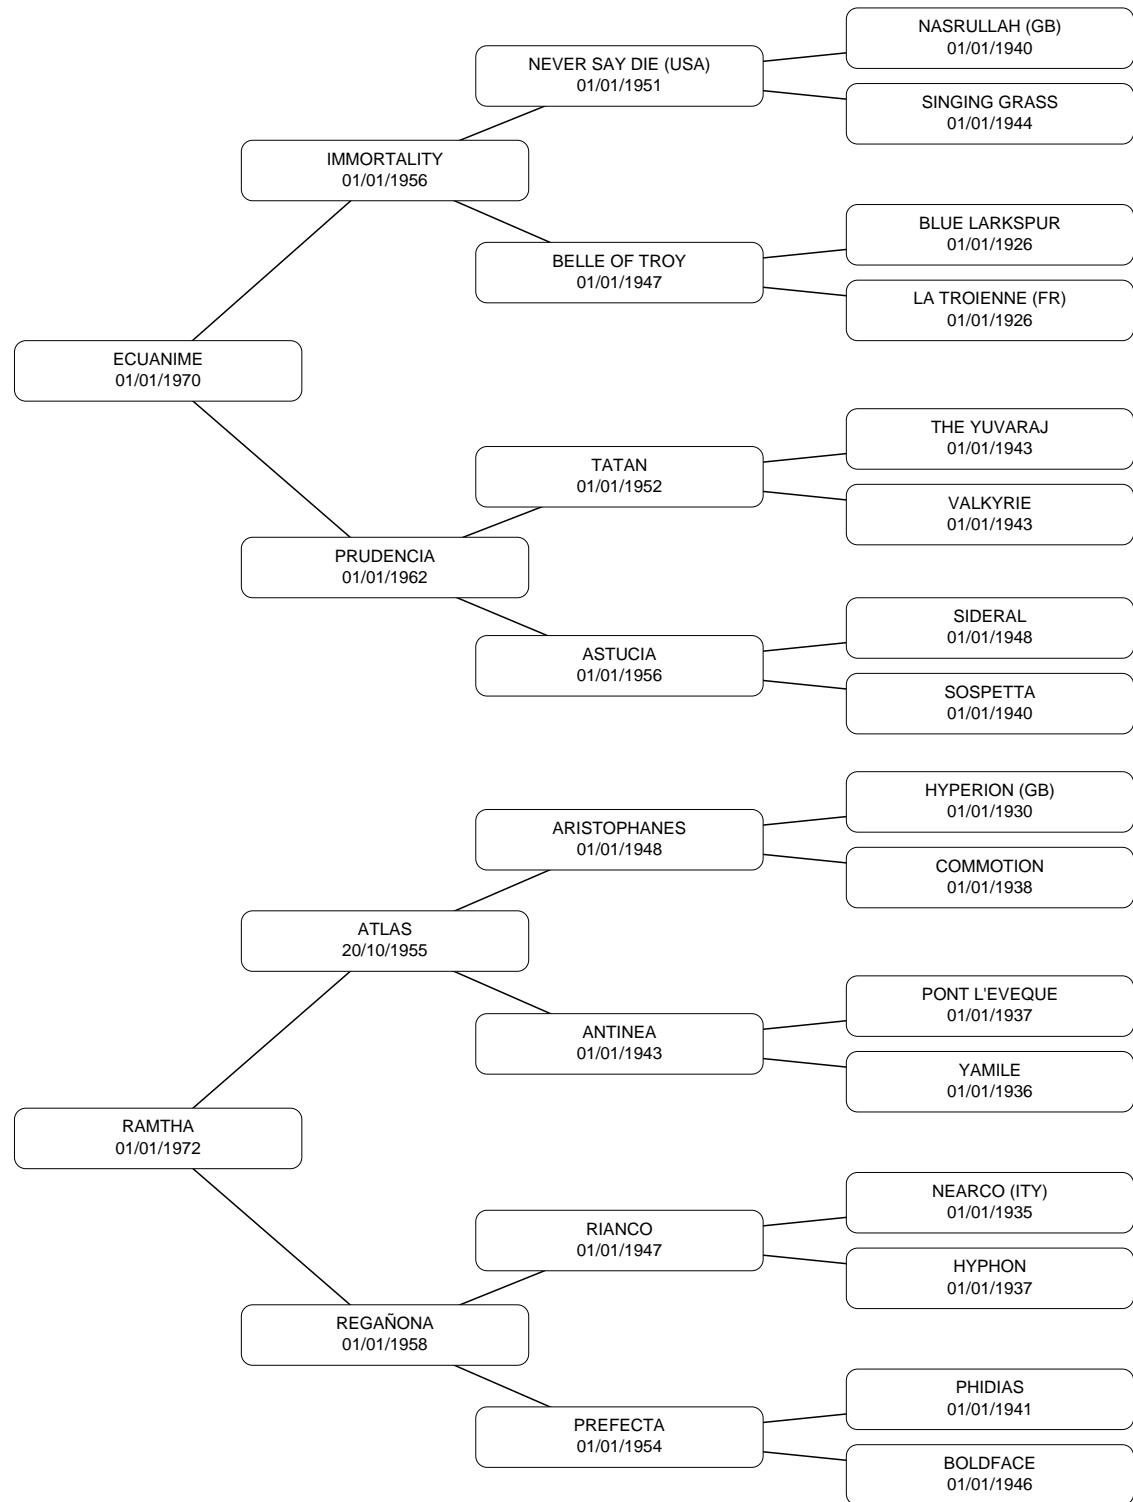 NASRULLAH (GB)
01/01/1940
NEVER SAY DIE (USA)
01/01/1951
SINGING GRASS
01/01/1944
IMMORTALITY
01/01/1956
BLUE LARKSPUR
01/01/1926
BELLE OF TROY
01/01/1947
LA TROIENNE (FR)
01/01/1926
ECUANIME
01/01/1970
THE YUVARAJ
01/01/1943
TATAN
01/01/1952
VALKYRIE
01/01/1943
PRUDENCIA
01/01/1962
SIDERAL
01/01/1948
ASTUCIA
01/01/1956
SOSPETTA
01/01/1940
HYPERION (GB)
01/01/1930
ARISTOPHANES
01/01/1948
COMMOTION
01/01/1938
ATLAS
20/10/1955
PONT L'EVEQUE
01/01/1937
ANTINEA
01/01/1943
YAMILE
01/01/1936
RAMTHA
01/01/1972
NEARCO (ITY)
01/01/1935
RIANCO
01/01/1947
HYPHON
01/01/1937
REGAÑONA
01/01/1958
PHIDIAS
01/01/1941
PREFECTA
01/01/1954
BOLDFACE
01/01/1946